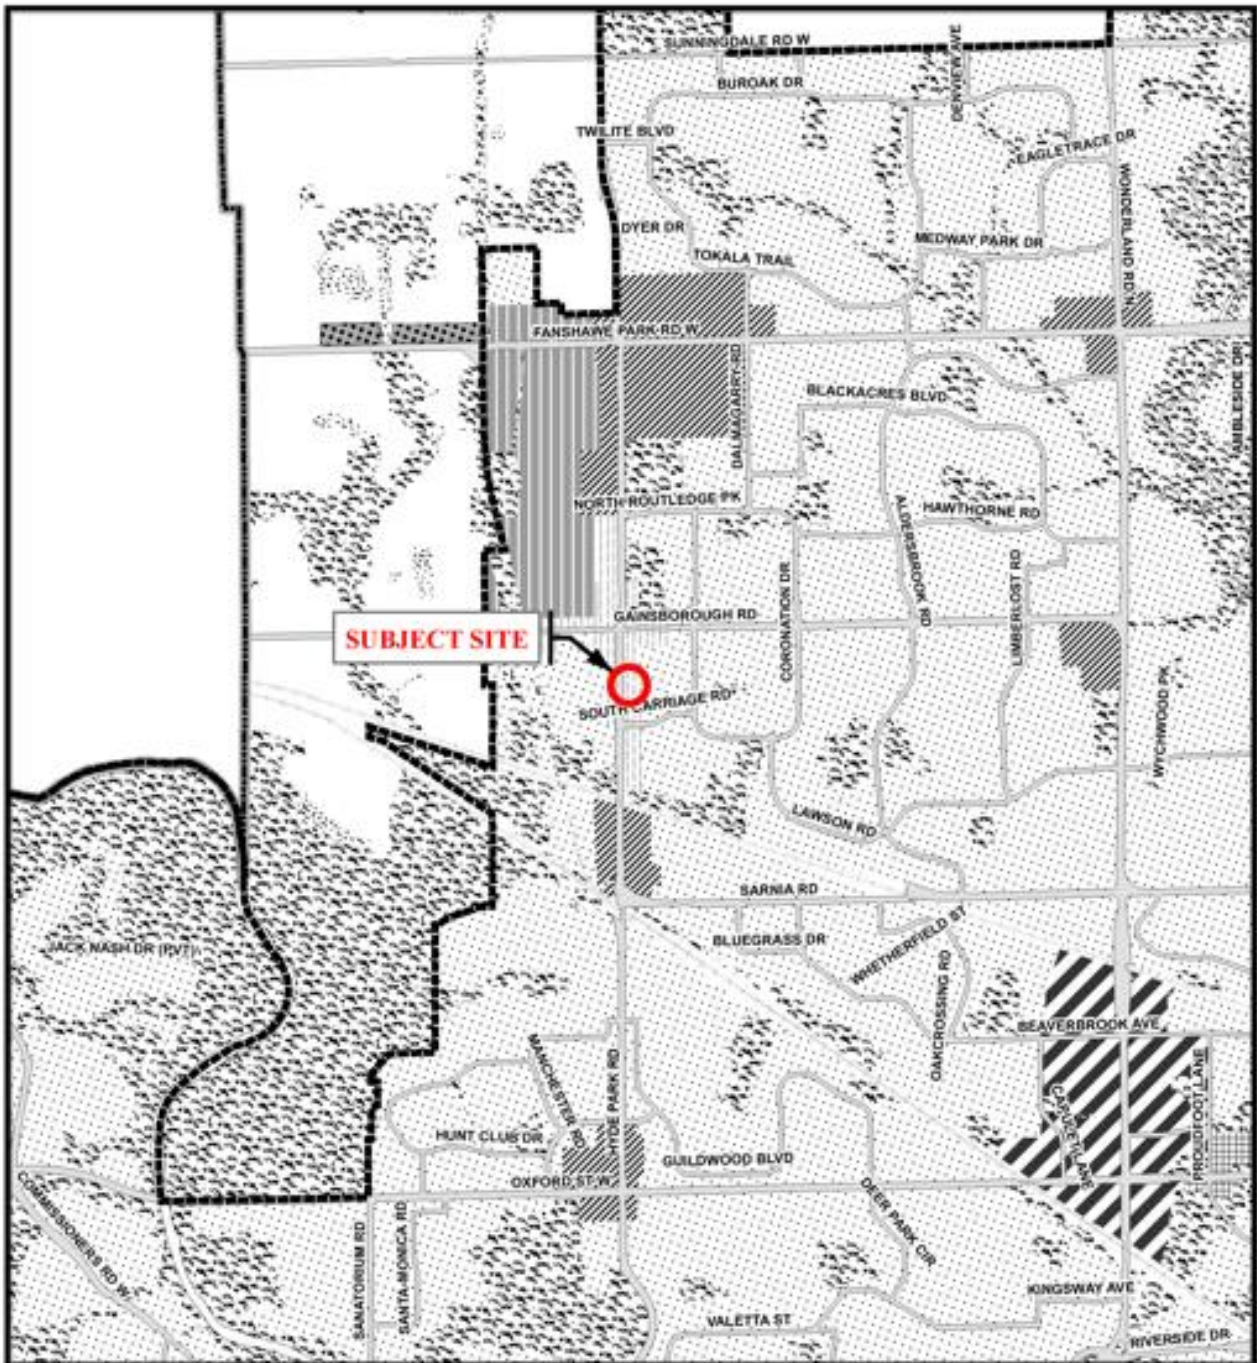 SUNNINGDALE RD W
BUROAK DR
DENVIEW AVE
TWILITE BLVD
EAGLETRACE DR
WONDERLAND RD N
DYER DR
MEDWAY PARK DR
TOKALA TRAIL
FANSHAWE PARK RD W
DALMAGARRY RD
AMBLESIDE DR
BLACKACRES BLVD
NORTH ROUTLEDGE PK
ALDERSBROOK RD
HAWTHORNE RD
CORONATION DR
LIMBERLOST RD
GAINSBOROUGH RD
SUBJECT SITE
SOUTH CARRIAGE RD
WYCHWOOD PK
LAWSON RD
SARNIA RD
JACK NASH DR (PVT)
BLUEGRASS DR
WHETHERFIELD ST
OAKCROSSING RD
BEAVERBROOK AVE
MANCHESTER RD
HYDE PARK RD
CAPULET LANE
PROUDFOOT LANE
HUNT CLUB DR
GUILDWOOD BLVD
OXFORD ST W
COMMISSIONERS RD W
DEER PARK CIR
SANATORIUM RD
SANTA MONICA RD
KINGSWAY AVE
VALETTA ST
RIVERSIDE DR